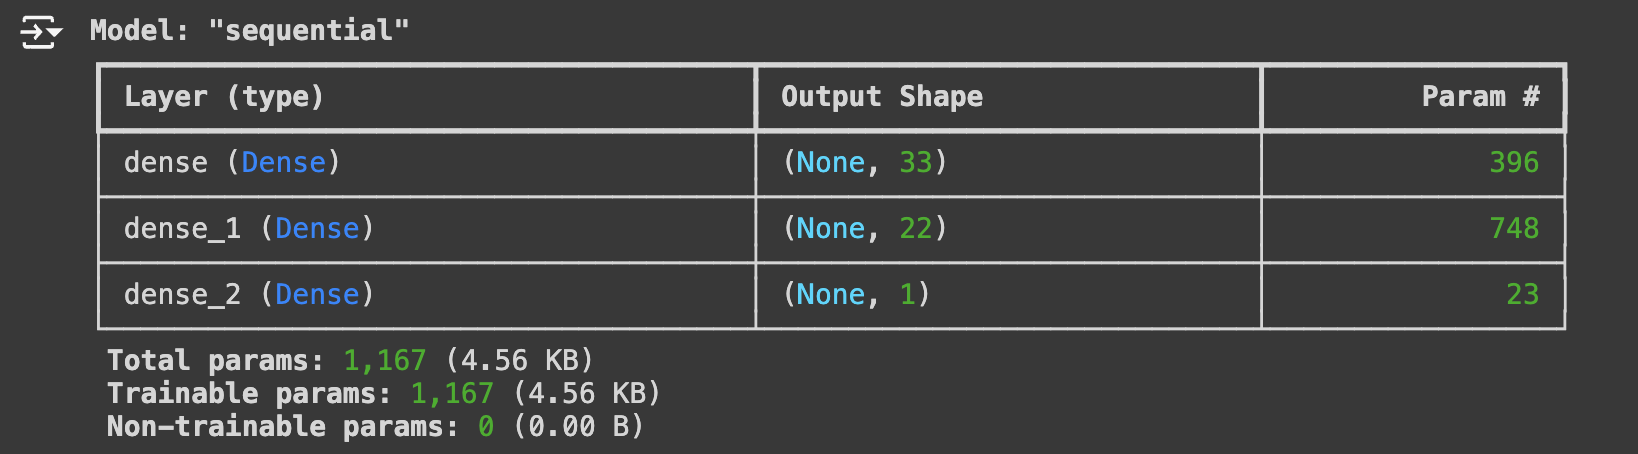 Model: "sequential"
Layer (type) Output Shape Param #
dense (Dense) (None, 33) 396
dense_1 (Dense) (None, 22) 748
dense_2 (Dense) (None, 1) 23
Total params: 1,167 (4.56 KB)
Trainable params: 1,167 (4.56 KB)
Non-trainable params: 0 (0.00 B)